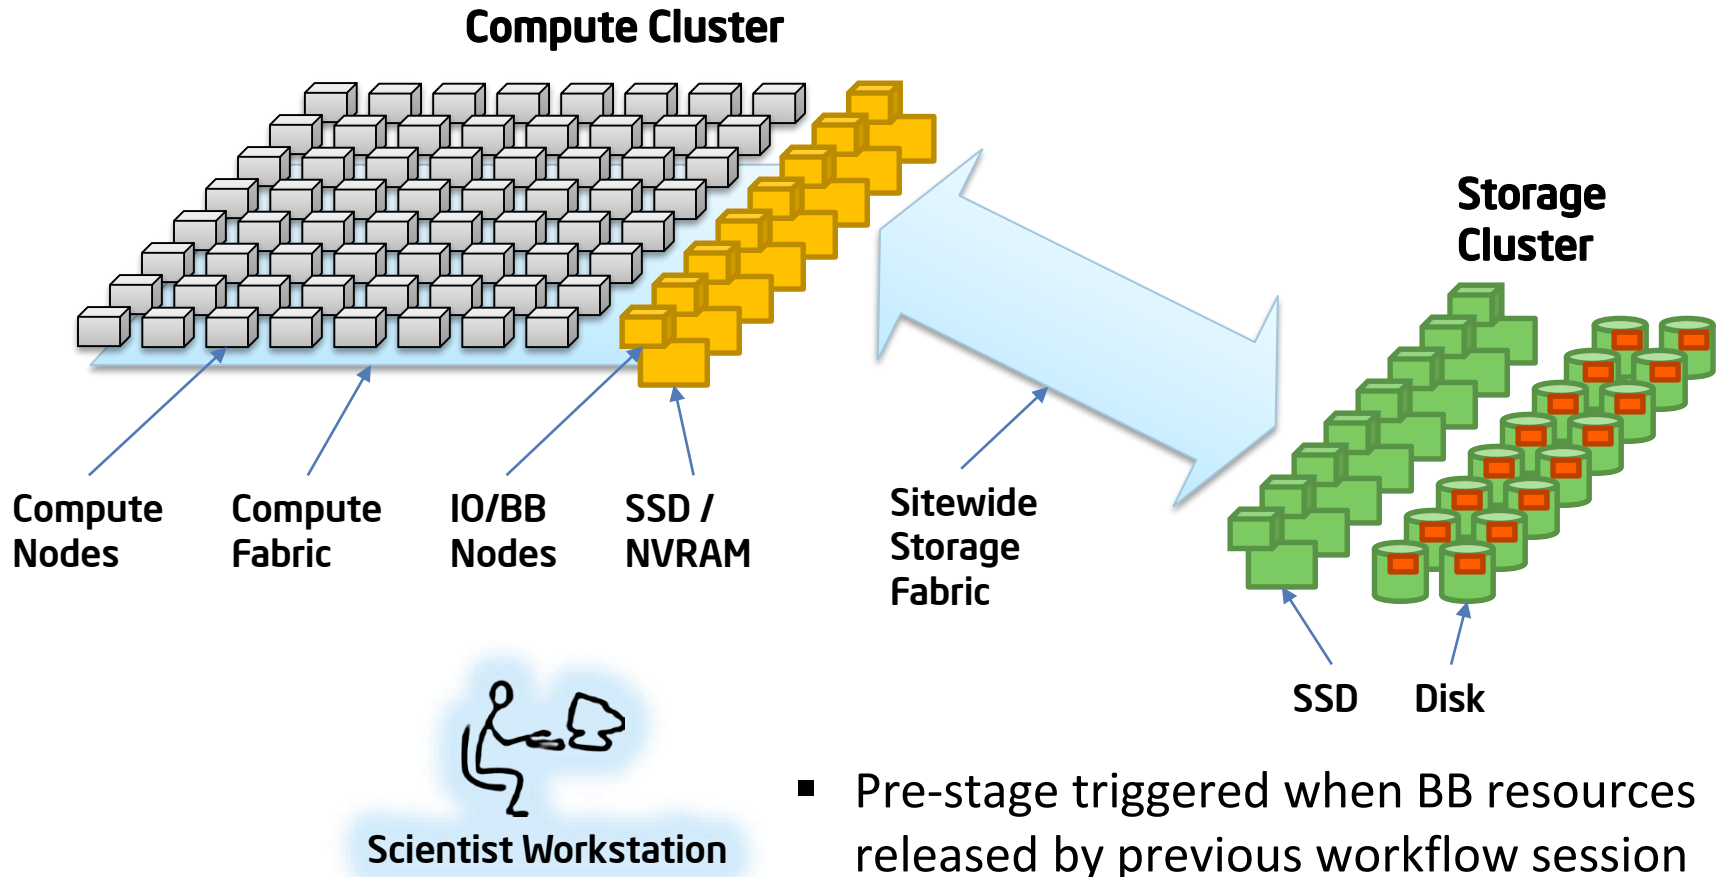 Compute Cluster
Storage
Cluster
Compute
Nodes
Compute
Fabric
IO/BB
Nodes
SSD /
NVRAM
Sitewide
Storage
Fabric
SSD
Disk
Scientist Workstation
▪ Pre-stage triggered when BB resources
released by previous workflow session